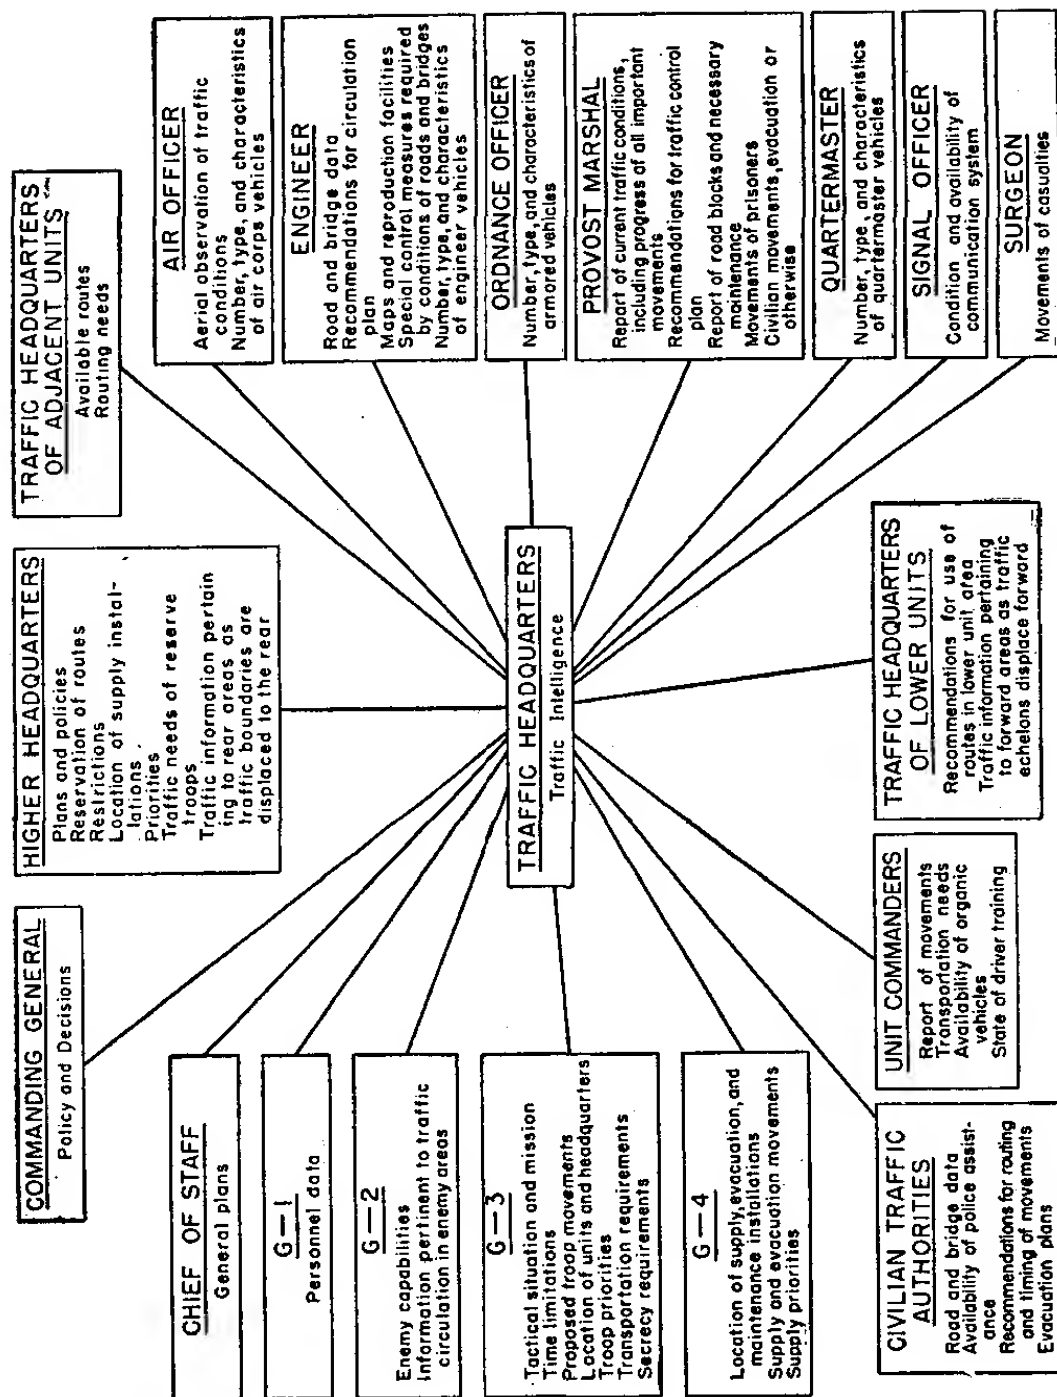 COMMANDING GENERAL
Policy and Decisions
HIGHER HEADQUARTERS
Plans and policies
Reservation of routes
Restrictions
Location of supply instal-
lations
Priorities
Traffic needs of reserve
troops
Traffic information pertain-
ing to rear areas as
traffic boundaries are
displaced to the rear
TRAFFIC HEADQUARTERS
OF ADJACENT UNITS
Available routes
Routing needs
CHIEF OF STAFF
General plans
G-1
Personnel data
G-2
Enemy capabilities
Information pertinent to traffic
circulation in enemy areas
G-3
Tactical situation and mission
Time limitations
Proposed troop movements
Location of units and headquarters
Troop priorities
Transportation requirements
Secrecy requirements
G-4
Location of supply, evacuation, and
maintenance installations
Supply and evacuation movements
Supply priorities
TRAFFIC HEADQUARTERS
Traffic Intelligence
AIR OFFICER
Aerial observation of traffic
conditions
Number, type, and characteristics
of air corps vehicles
ENGINEER
Road and bridge data
Recommendations for circulation
plan
Maps and reproduction facilities
Special control measures required
by conditions of roads and bridges
Number, type, and characteristics
of engineer vehicles
ORDNANCE OFFICER
Number, type, and characteristics of
armored vehicles
PROVOST MARSHAL
Report of current traffic conditions,
including progress of all important
movements
Recommendations for traffic control
plan
Report of road blocks and necessary
maintenance
Movements of prisoners
Civilian movements, evacuation or
otherwise
QUARTERMASTER
Number, type, and characteristics
of quartermaster vehicles
SIGNAL OFFICER
Condition and availability of
communication system
SURGEON
Movements of casualties
CIVILIAN TRAFFIC
AUTHORITIES
Road and bridge data
Availability of police assist-
ance
Recommendations for routing
and timing of movements
Evacuation plans
UNIT COMMANDERS
Report of movements
Transportation needs
Availability of organic
vehicles
State of driver training
TRAFFIC HEADQUARTERS
OF LOWER UNITS
Recommendations for use of
routes in lower unit area
Traffic information pertaining
to forward areas as traffic
echelons displace forward